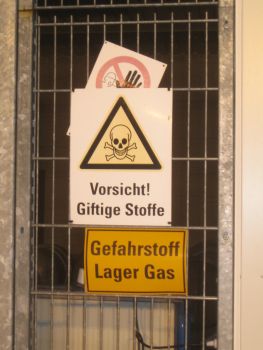 Vorsicht!
Giftige Stoffe
Gefahrstoff
Lager Gas